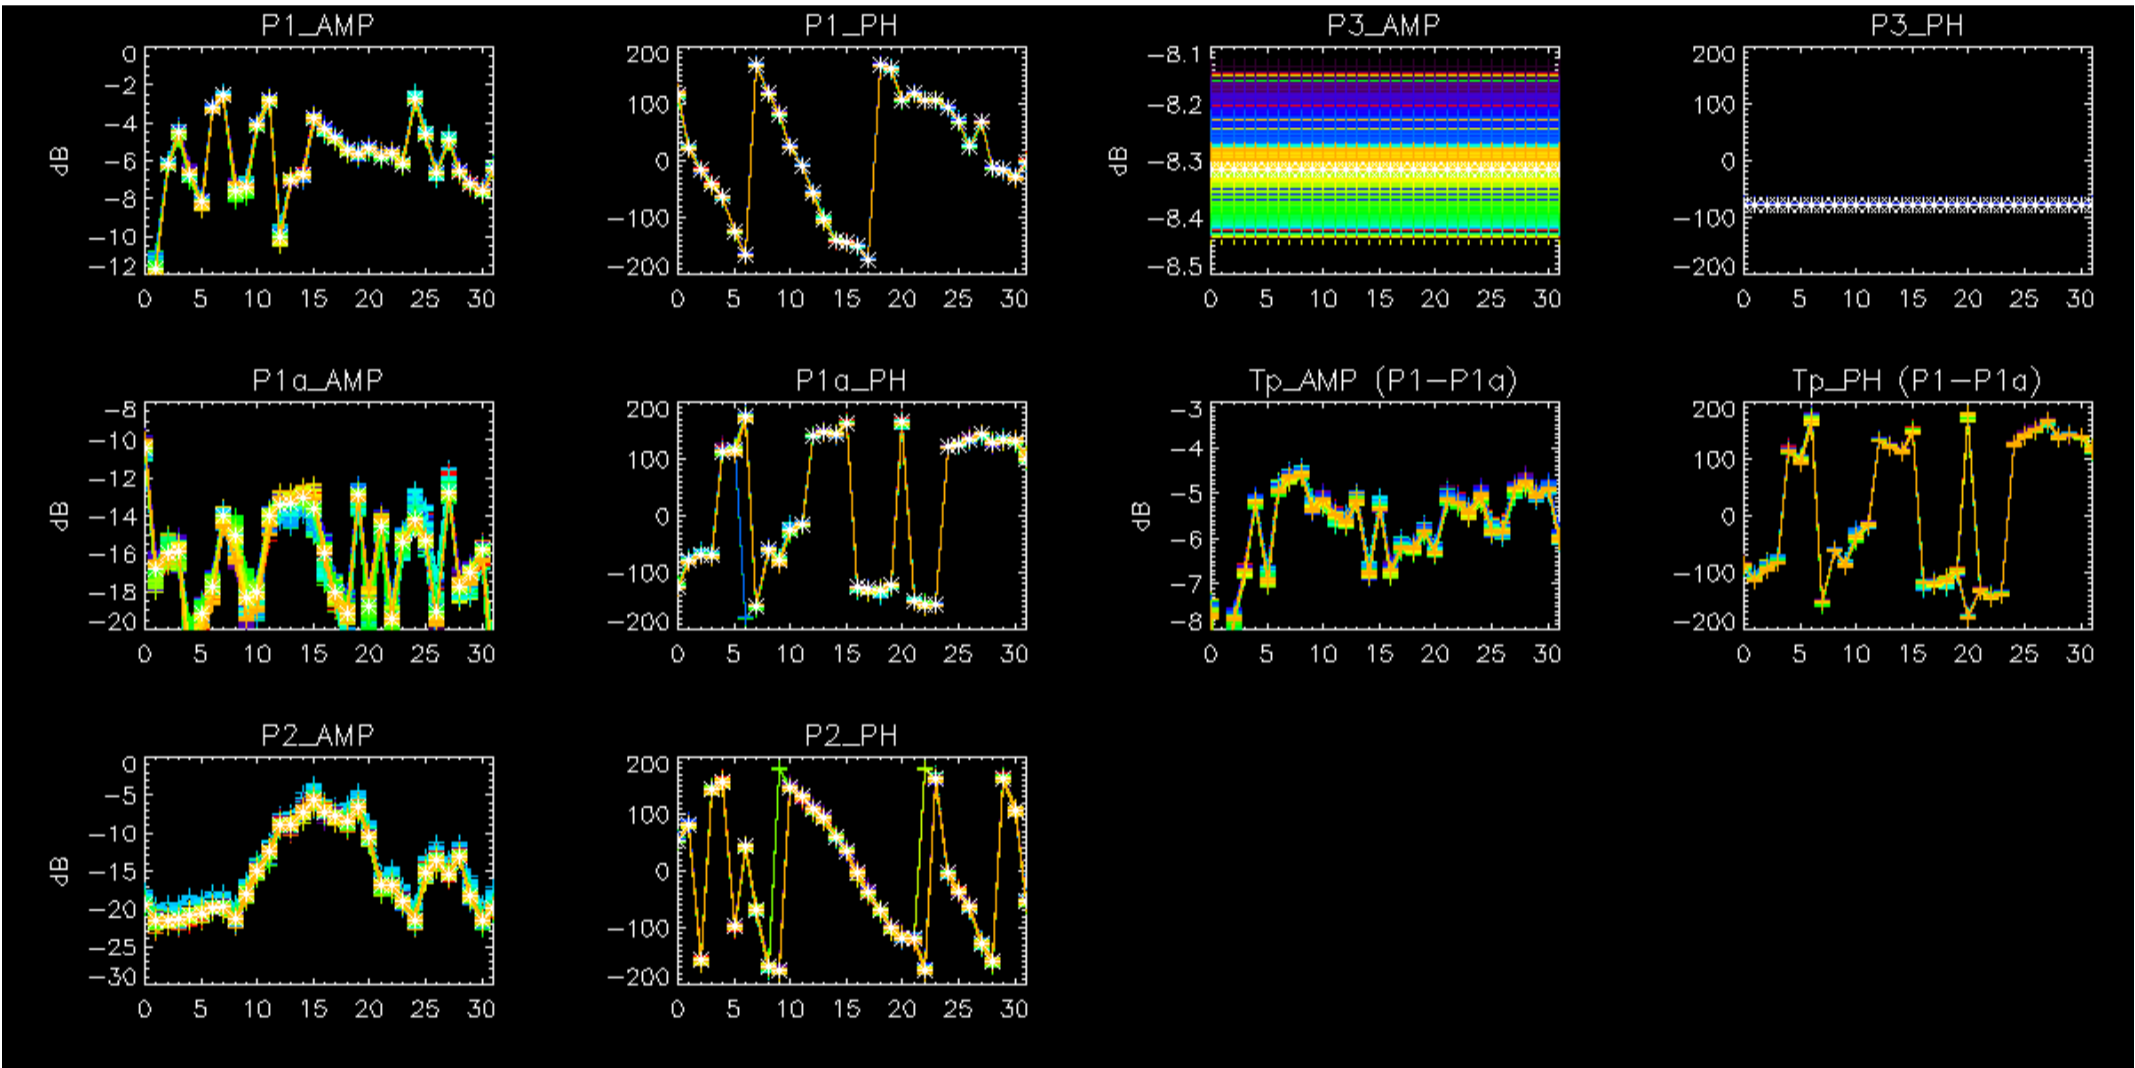 P1_AMP
P1_PH
P3_AMP
P3_PH
dB
0
-2
-4
-6
-8
-10
-12
0 5 10 15 20 25 30
200
100
0
-100
-200
0 5 10 15 20 25 30
dB
-8.1
-8.2
-8.3
-8.4
-8.5
0 5 10 15 20 25 30
200
100
0
-100
-200
0 5 10 15 20 25 30
P1a_AMP
P1a_PH
Tp_AMP (P1-P1a)
Tp_PH (P1-P1a)
dB
-8
-10
-12
-14
-16
-18
-20
0 5 10 15 20 25 30
200
100
0
-100
-200
0 5 10 15 20 25 30
dB
-3
-4
-5
-6
-7
-8
0 5 10 15 20 25 30
200
100
0
-100
-200
0 5 10 15 20 25 30
P2_AMP
P2_PH
dB
0
-5
-10
-15
-20
-25
-30
0 5 10 15 20 25 30
200
100
0
-100
-200
0 5 10 15 20 25 30